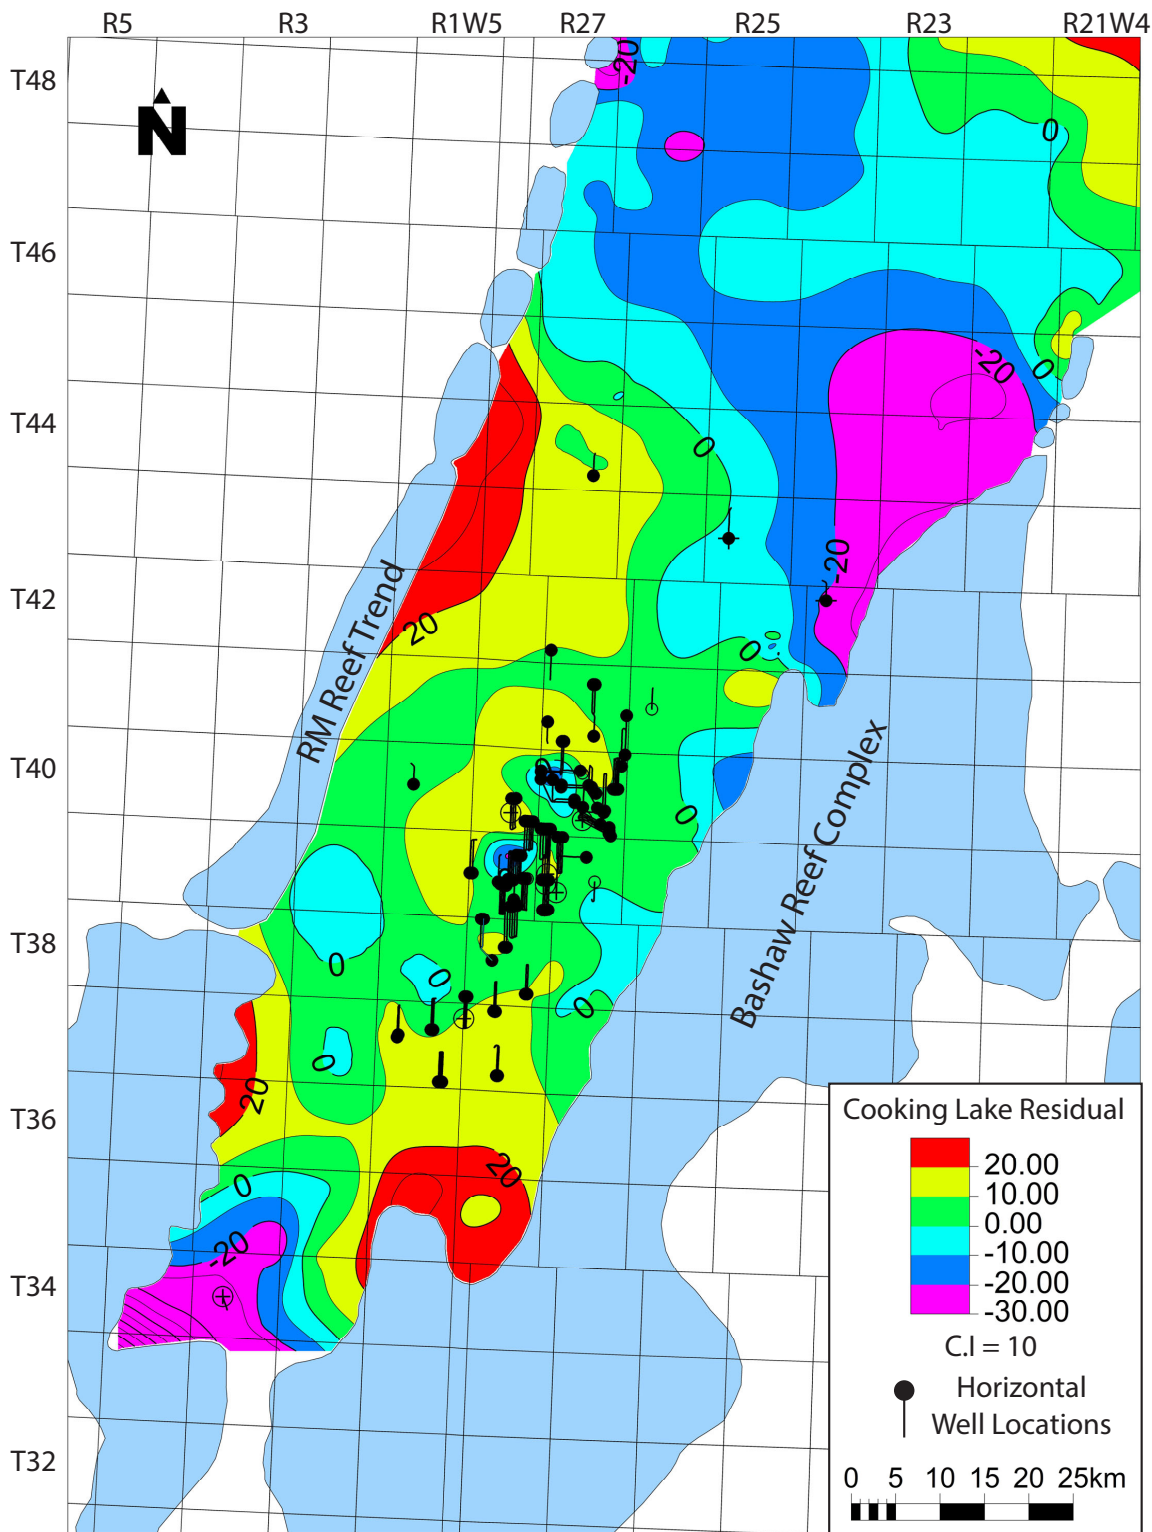 R5 R3 R1W5 R27 R25 R23 R21W4
T48
N
-20
0
T46
-20
0
T44
0
-20
T42
RM Reef Trend
20
0
T40
0
0
Bashaw Reef Complex
T38
0
0
0
0
20
T36
20
0
-20
T34
T32
Cooking Lake Residual
20.00
10.00
0.00
-10.00
-20.00
-30.00
C.I = 10
Horizontal
Well Locations
0 5 10 15 20 25km